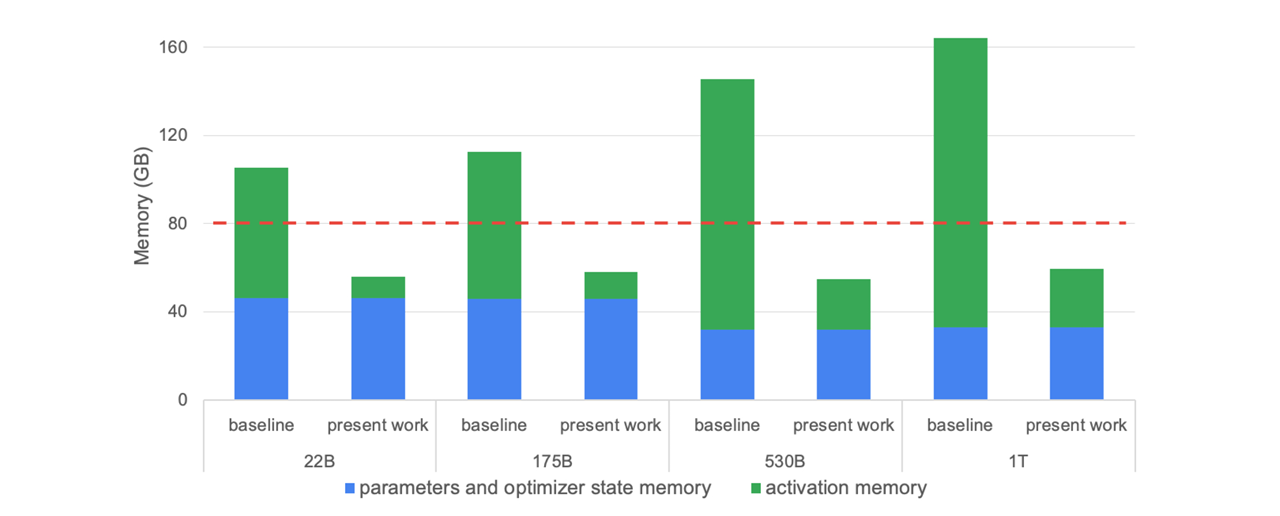 160
120
80
40
0
Memory (GB)
baseline present work baseline present work baseline present work baseline present work
22B 175B 530B 1T
parameters and optimizer state memory activation memory